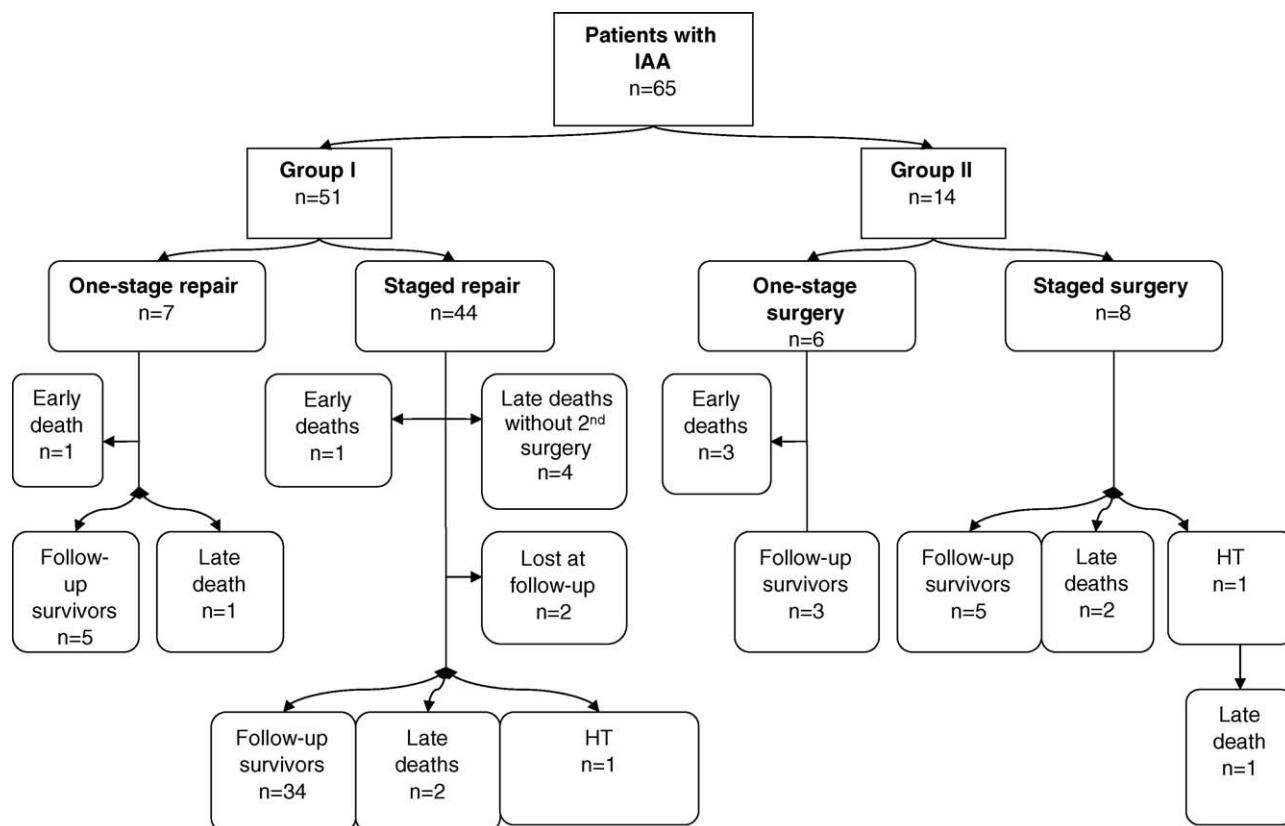 Patients with
IAA
n=65
Group I
n=51
Group II
n=14
One-stage repair
n=7
Staged repair
n=44
One-stage
surgery
n=6
Staged surgery
n=8
Early
death
n=1
Early
deaths
n=1
Late deaths
without 2nd
surgery
n=4
Early
deaths
n=3
Follow-
up
survivors
n=5
Late
death
n=1
Lost at
follow-up
n=2
Follow-up
survivors
n=3
Follow-up
survivors
n=5
Late
deaths
n=2
HT
n=1
Follow-up
survivors
n=34
Late
deaths
n=2
HT
n=1
Late
death
n=1